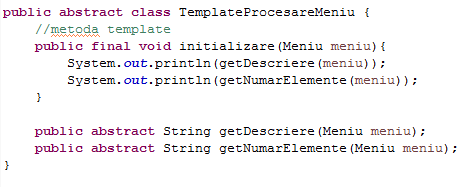 public abstract class TemplateProcesareMeniu {
//metoda template
public final void initializare(Meniu meniu){
System.out.println(getDescriere(meniu));
System.out.println(getNumarElemente(meniu));
}
public abstract String getDescriere(Meniu meniu);
public abstract String getNumarElemente(Meniu meniu);
}